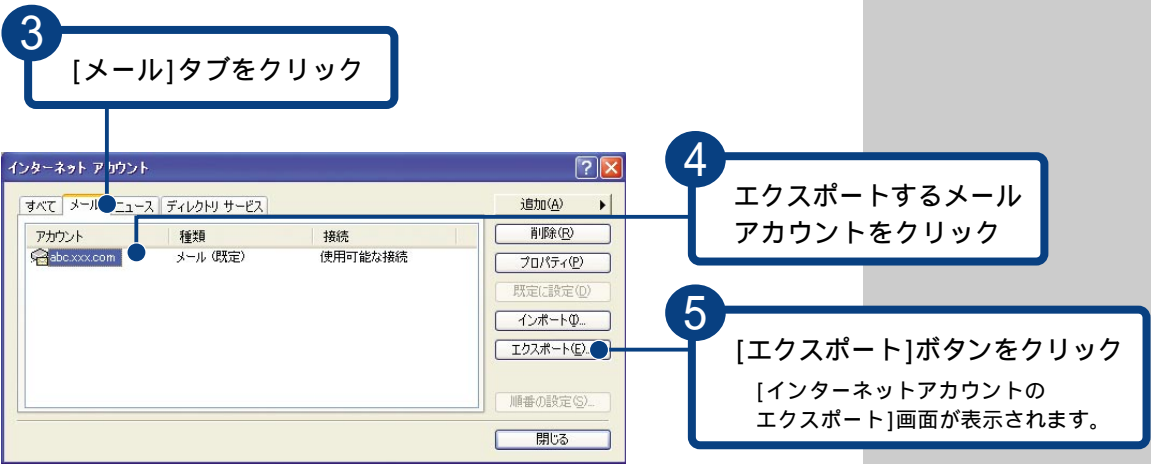 3
[メール]タブをクリック
インターネット アカウント
すべて メール ニュース ディレクトリ サービス
追加(A)
アカウント 種類 接続
削除(R)
abc.xxx.com メール (既定) 使用可能な接続
プロパティ(P)
既定に設定(D)
インポート(I)...
エクスポート(E)...
順番の設定(S)...
閉じる
4
エクスポートするメール
アカウントをクリック
5
[エクスポート]ボタンをクリック
[インターネットアカウントの
エクスポート]画面が表示されます。